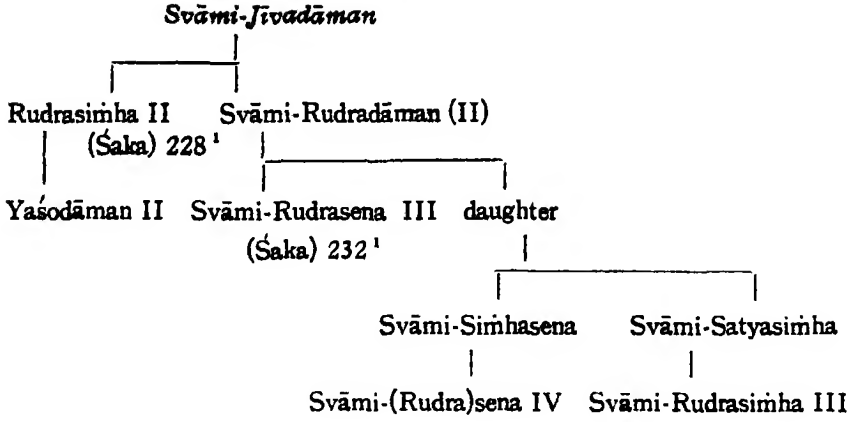 Svāmi-Jīvadāman
Rudrasiṁha II Svāmi-Rudradāman (II)
(Śaka) 228¹
Yaśodāman II Svāmi-Rudrasena III daughter
(Śaka) 232¹
Svāmi-Siṁhasena Svāmi-Satyasiṁha
Svāmi-(Rudra)sena IV Svāmi-Rudrasiṁha III